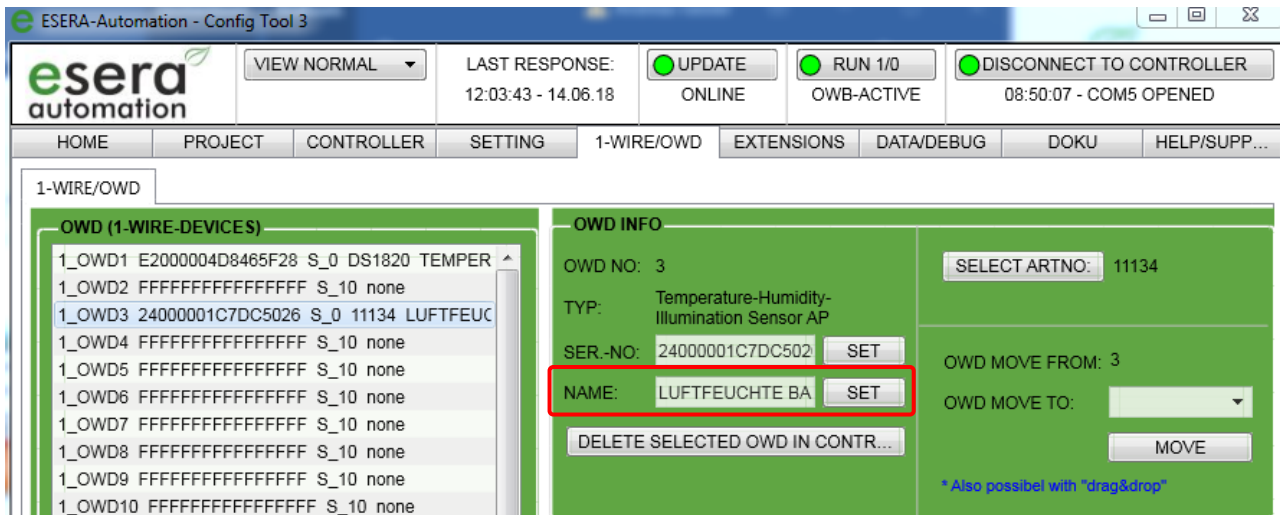 ESERA-Automation - Config Tool 3
esera
automation
VIEW NORMAL
LAST RESPONSE:
12:03:43 - 14.06.18
UPDATE
ONLINE
RUN 1/0
OWB-ACTIVE
DISCONNECT TO CONTROLLER
08:50:07 - COM5 OPENED
HOME PROJECT CONTROLLER SETTING 1-WIRE/OWD EXTENSIONS DATA/DEBUG DOKU HELP/SUPP...
1-WIRE/OWD
OWD (1-WIRE-DEVICES)
1_OWD1 E2000004D8465F28 S_0 DS1820 TEMPER
1_OWD2 FFFFFFFFFFFFFFFF S_10 none
1_OWD3 24000001C7DC5026 S_0 11134 LUFTFEUC
1_OWD4 FFFFFFFFFFFFFFFF S_10 none
1_OWD5 FFFFFFFFFFFFFFFF S_10 none
1_OWD6 FFFFFFFFFFFFFFFF S_10 none
1_OWD7 FFFFFFFFFFFFFFFF S_10 none
1_OWD8 FFFFFFFFFFFFFFFF S_10 none
1_OWD9 FFFFFFFFFFFFFFFF S_10 none
1_OWD10 FFFFFFFFFFFFFFFF S_10 none
OWD INFO
OWD NO: 3
TYP: Temperature-Humidity-
Illumination Sensor AP
SER.-NO: 24000001C7DC502 SET
NAME: LUFTFEUCHTE BA SET
DELETE SELECTED OWD IN CONTR...
SELECT ARTNO: 11134
OWD MOVE FROM: 3
OWD MOVE TO:
MOVE
* Also possibel with "drag&drop"